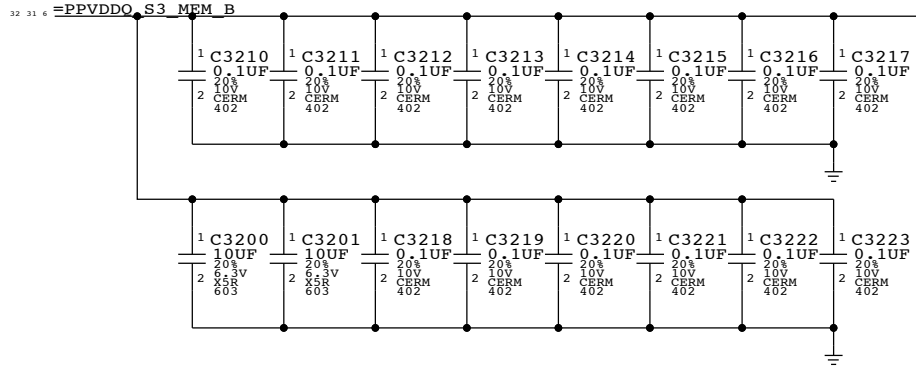 32 31 6 =PPVDDQ_S3_MEM_B
1 C3210
0.1UF
20%
10V
2 CERM
402
1 C3211
0.1UF
20%
10V
2 CERM
402
1 C3212
0.1UF
20%
10V
2 CERM
402
1 C3213
0.1UF
20%
10V
2 CERM
402
1 C3214
0.1UF
20%
10V
2 CERM
402
1 C3215
0.1UF
20%
10V
2 CERM
402
1 C3216
0.1UF
20%
10V
2 CERM
402
1 C3217
0.1UF
20%
10V
2 CERM
402
1 C3200
10UF
20%
6.3V
2 X5R
603
1 C3201
10UF
20%
6.3V
2 X5R
603
1 C3218
0.1UF
20%
10V
2 CERM
402
1 C3219
0.1UF
20%
10V
2 CERM
402
1 C3220
0.1UF
20%
10V
2 CERM
402
1 C3221
0.1UF
20%
10V
2 CERM
402
1 C3222
0.1UF
20%
10V
2 CERM
402
1 C3223
0.1UF
20%
10V
2 CERM
402